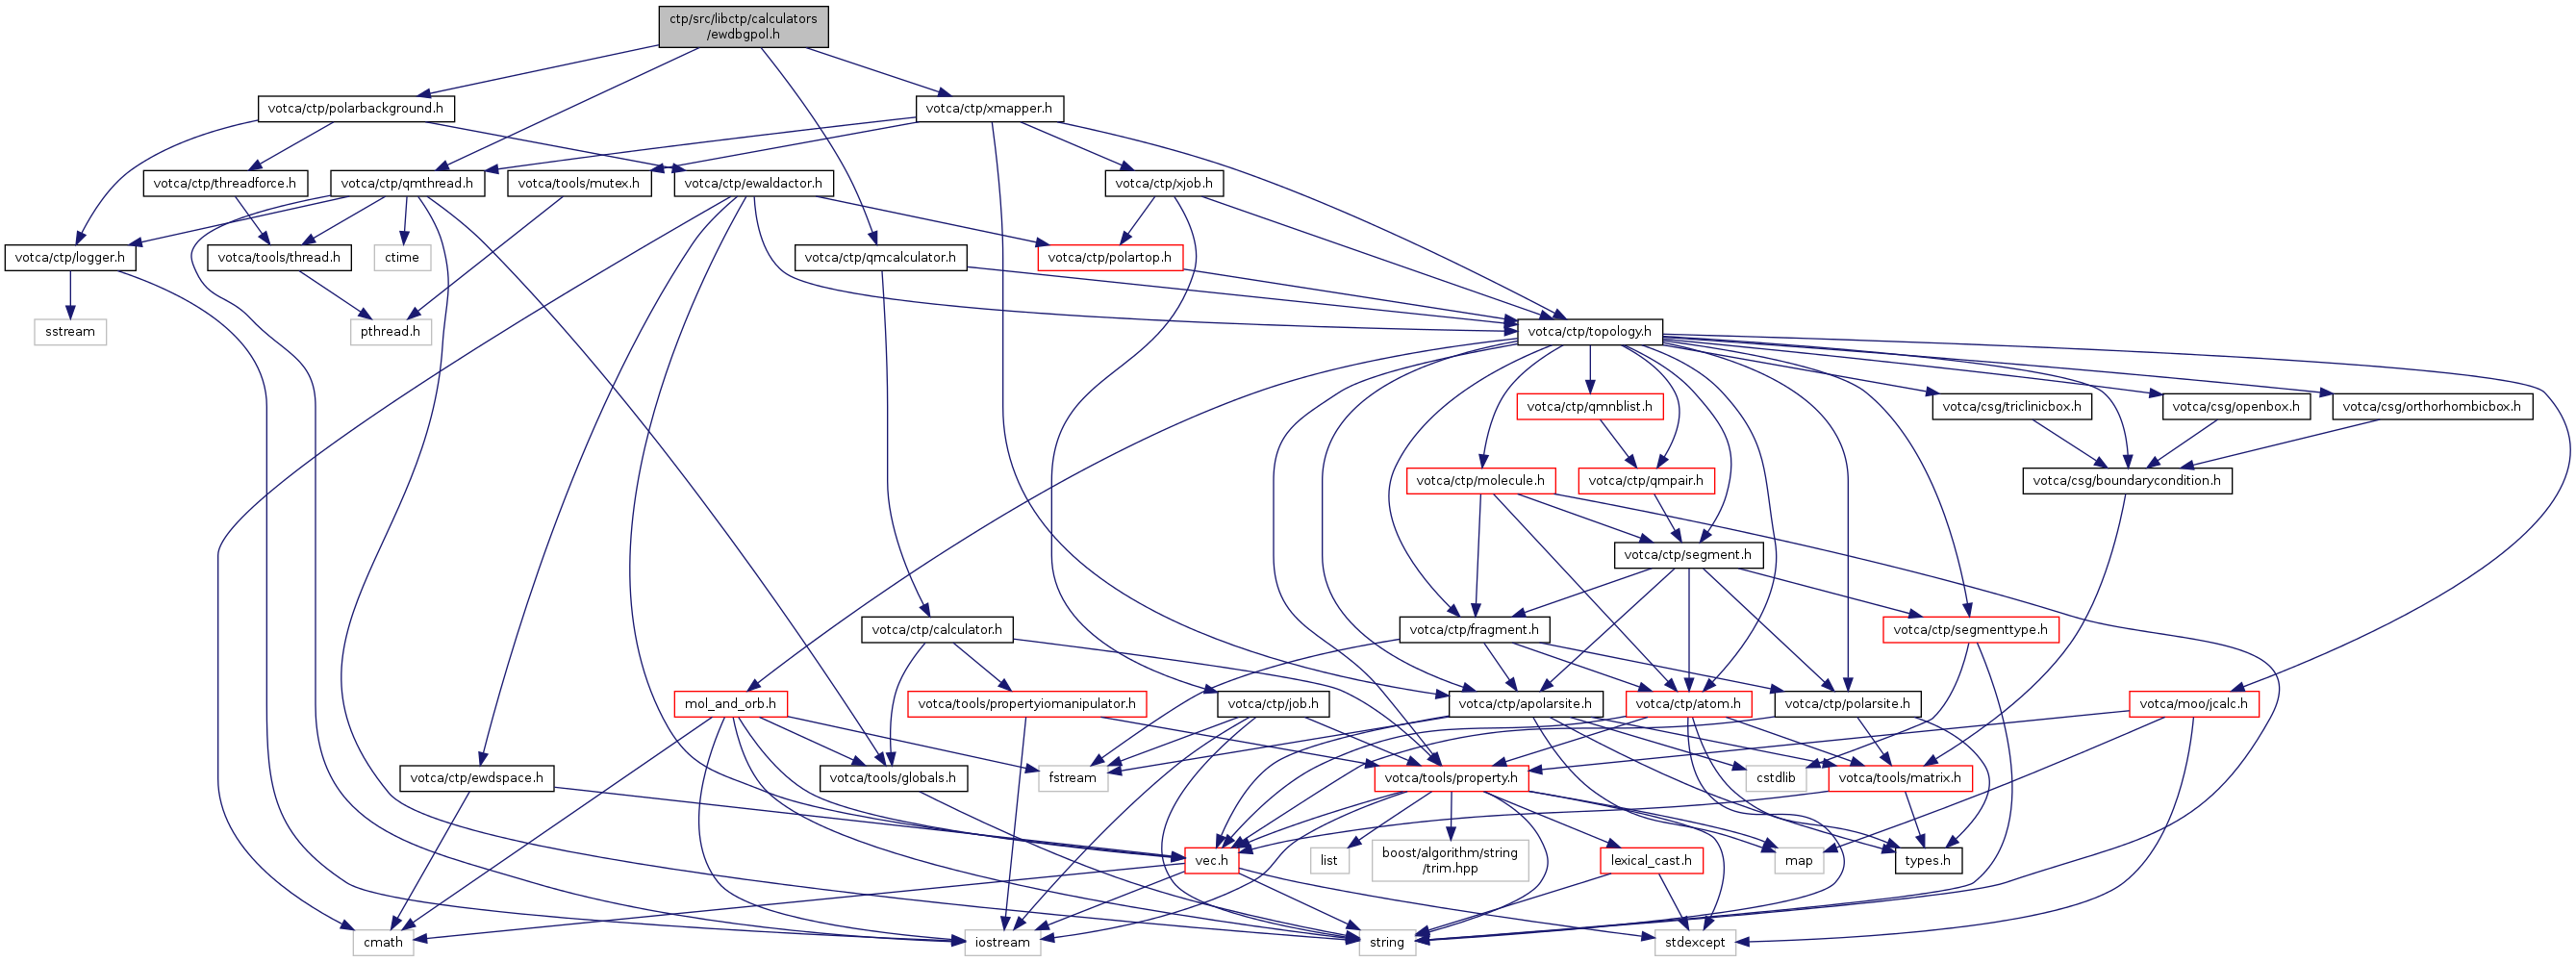 ctp/src/libctp/calculators
/ewdbgpol.h
votca/ctp/polarbackground.h
votca/ctp/xmapper.h
votca/ctp/threadforce.h
votca/ctp/qmthread.h
votca/tools/mutex.h
votca/ctp/ewaldactor.h
votca/ctp/xjob.h
votca/ctp/logger.h
votca/tools/thread.h
ctime
votca/ctp/qmcalculator.h
votca/ctp/polartop.h
sstream
pthread.h
votca/ctp/topology.h
votca/ctp/qmnblist.h
votca/csg/triclinicbox.h
votca/csg/openbox.h
votca/csg/orthorhombicbox.h
votca/ctp/molecule.h
votca/ctp/qmpair.h
votca/csg/boundarycondition.h
votca/ctp/segment.h
votca/ctp/calculator.h
votca/ctp/fragment.h
votca/ctp/segmenttype.h
mol_and_orb.h
votca/tools/propertyiomanipulator.h
votca/ctp/job.h
votca/ctp/apolarsite.h
votca/ctp/atom.h
votca/ctp/polarsite.h
votca/moo/jcalc.h
votca/ctp/ewdspace.h
votca/tools/globals.h
fstream
votca/tools/property.h
cstdlib
votca/tools/matrix.h
vec.h
list
boost/algorithm/string
/trim.hpp
lexical_cast.h
map
types.h
cmath
iostream
string
stdexcept